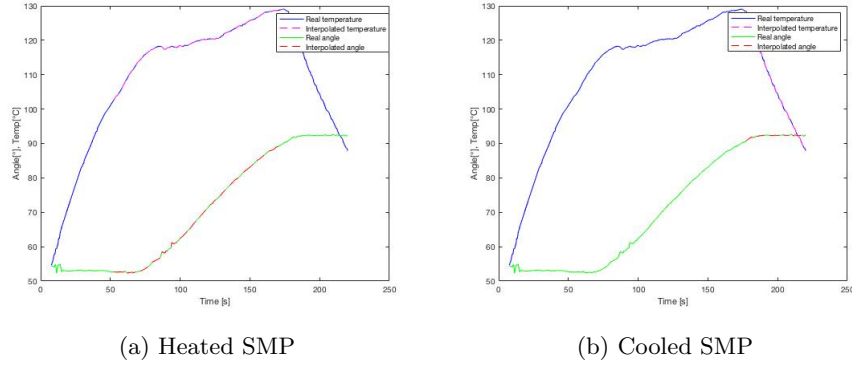 130
120
110
100
90
80
70
60
50
0
50
100
150
200
250
Angle[°], Temp[°C]
Time [s]
Real temperature
Interpolated temperature
Real angle
Interpolated angle
(a) Heated SMP
130
120
110
100
90
80
70
60
50
0
50
100
150
200
250
Angle[°], Temp[°C]
Time [s]
Real temperature
Interpolated temperature
Real angle
Interpolated angle
(b) Cooled SMP